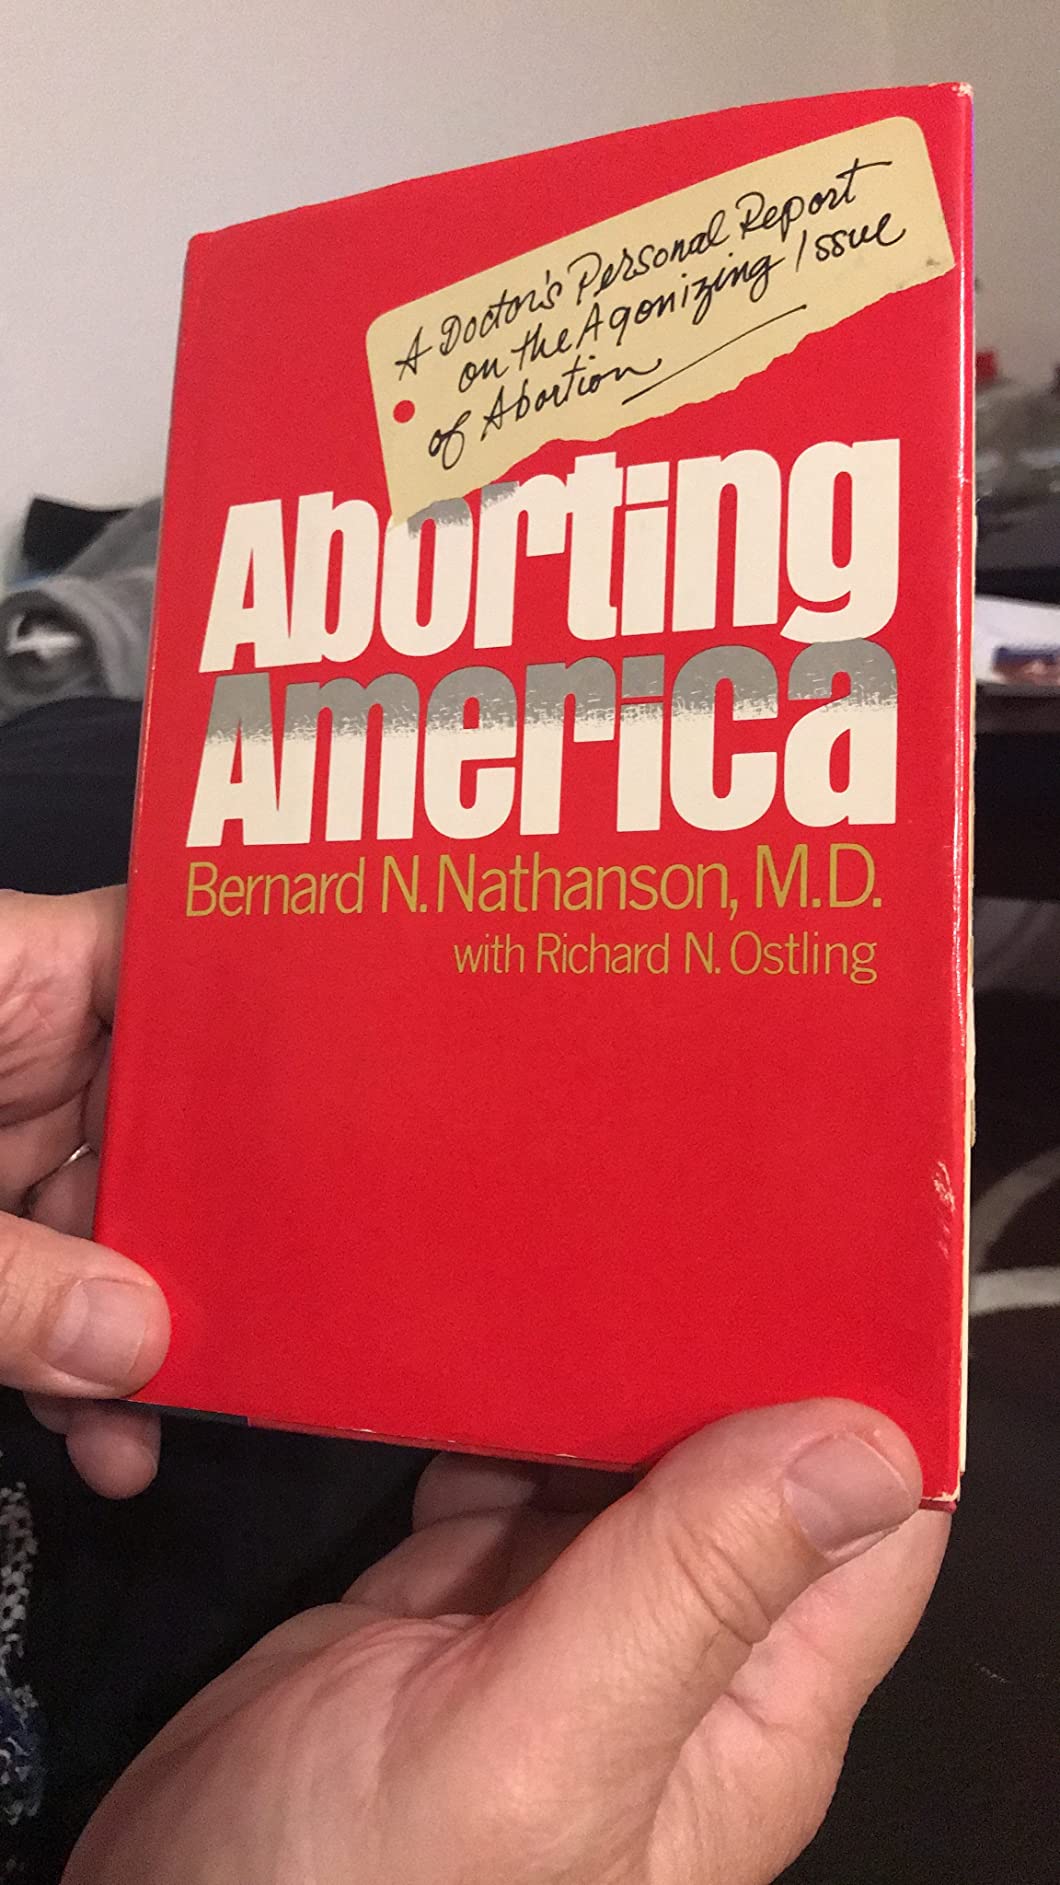 A Doctor's Personal Report
on the Agonizing Issue
of Abortion
Aborting
America
Bernard N. Nathanson, M.D.
with Richard N. Ostling